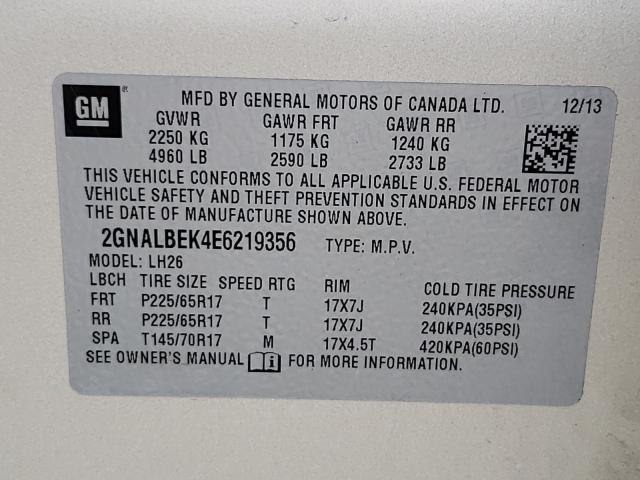 GM
®
MFD BY GENERAL MOTORS OF CANADA LTD. 12/13
GVWR GAWR FRT GAWR RR
2250 KG 1175 KG 1240 KG
4960 LB 2590 LB 2733 LB
THIS VEHICLE CONFORMS TO ALL APPLICABLE U.S. FEDERAL MOTOR
VEHICLE SAFETY AND THEFT PREVENTION STANDARDS IN EFFECT ON
THE DATE OF MANUFACTURE SHOWN ABOVE.
2GNALBEK4E6219356 TYPE: M.P.V.
MODEL: LH26
LBCH TIRE SIZE SPEED RTG RIM COLD TIRE PRESSURE
FRT P225/65R17 T 17X7J 240KPA(35PSI)
RR P225/65R17 T 17X7J 240KPA(35PSI)
SPA T145/70R17 M 17X4.5T 420KPA(60PSI)
SEE OWNER'S MANUAL FOR MORE INFORMATION.